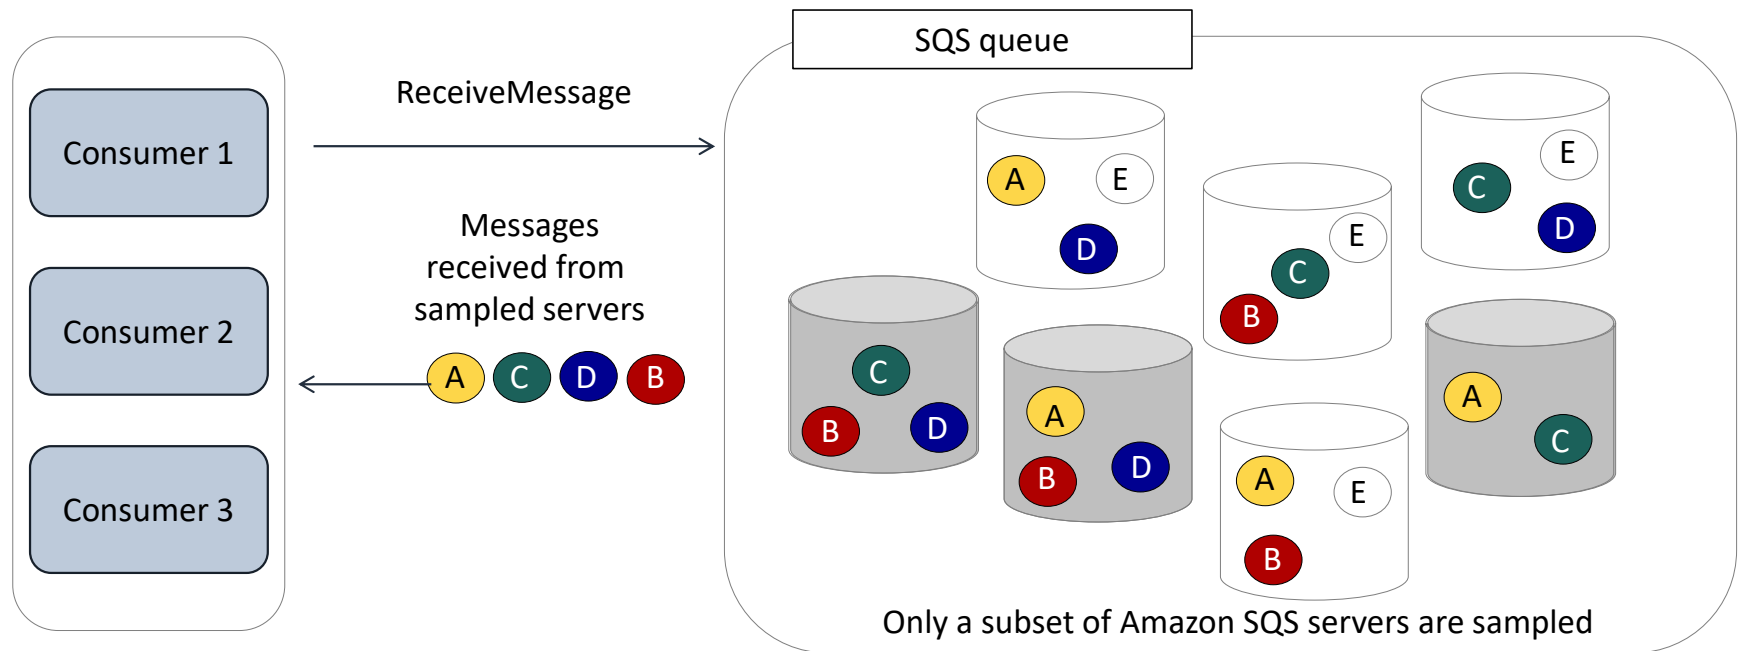 SQS queue
ReceiveMessage
Consumer 1
Consumer 2
Consumer 3
Messages
received from
sampled servers
A C D B
A E
D
E
C
D
E
C
B
C
B D
A
B D
A
C
A E
B
Only a subset of Amazon SQS servers are sampled